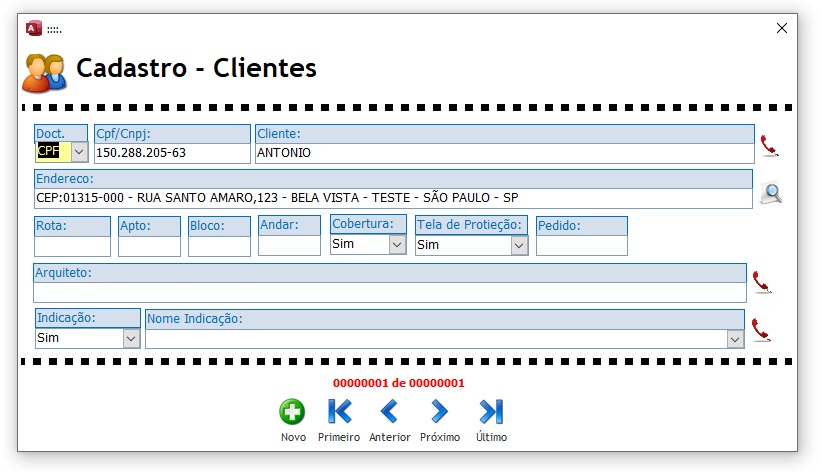 :::::.
Cadastro - Clientes
Doct. Cpf/Cnpj: Cliente:
CPF 150.288.205-63 ANTONIO
Endereco:
CEP:01315-000 - RUA SANTO AMARO,123 - BELA VISTA - TESTE - SÃO PAULO - SP
Rota: Apto: Bloco: Andar: Cobertura: Tela de Protieção: Pedido:
Sim Sim
Arquiteto:
Indicação: Nome Indicação:
Sim
00000001 de 00000001
Novo Primeiro Anterior Próximo Último